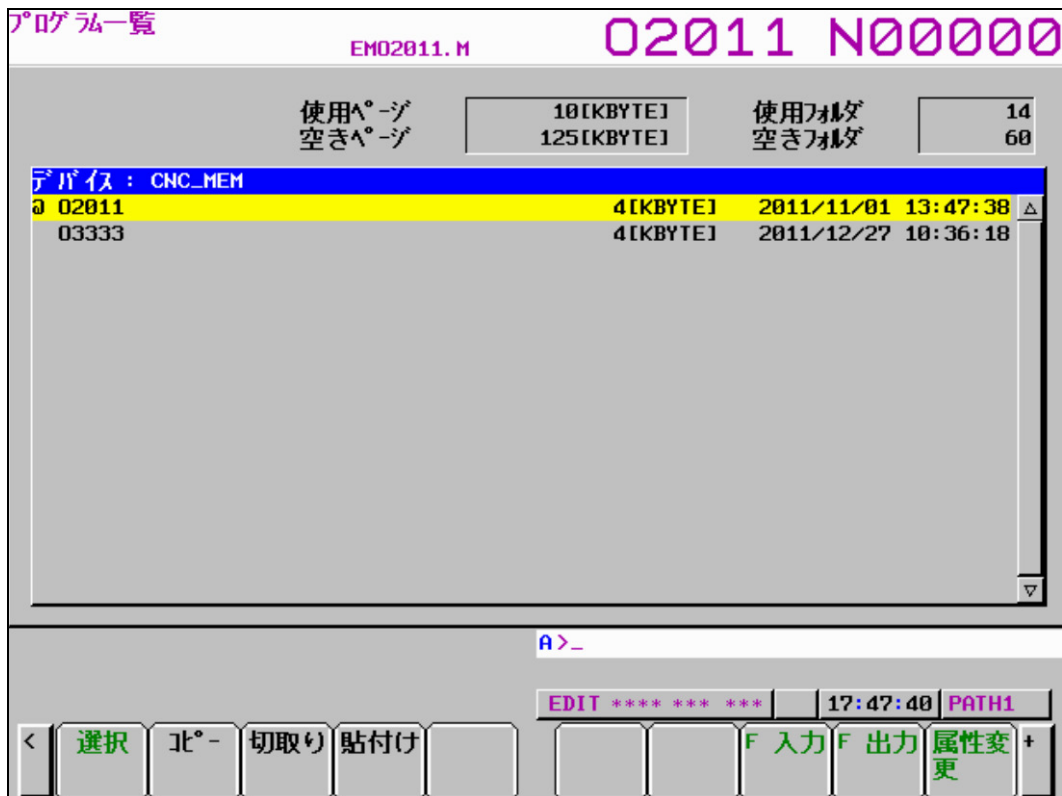 プログラム一覧
EMO2011.M
O2011 N00000
使用ページ 10[KBYTE] 使用フォルダ 14
空きページ 125[KBYTE] 空きフォルダ 60
デバイス : CNC_MEM
@ O2011 4[KBYTE] 2011/11/01 13:47:38
O3333 4[KBYTE] 2011/12/27 10:36:18
A>_
EDIT **** *** *** 17:47:40 PATH1
< 選択 コピー 切取り 貼付け F 入力 F 出力 属性変更 +